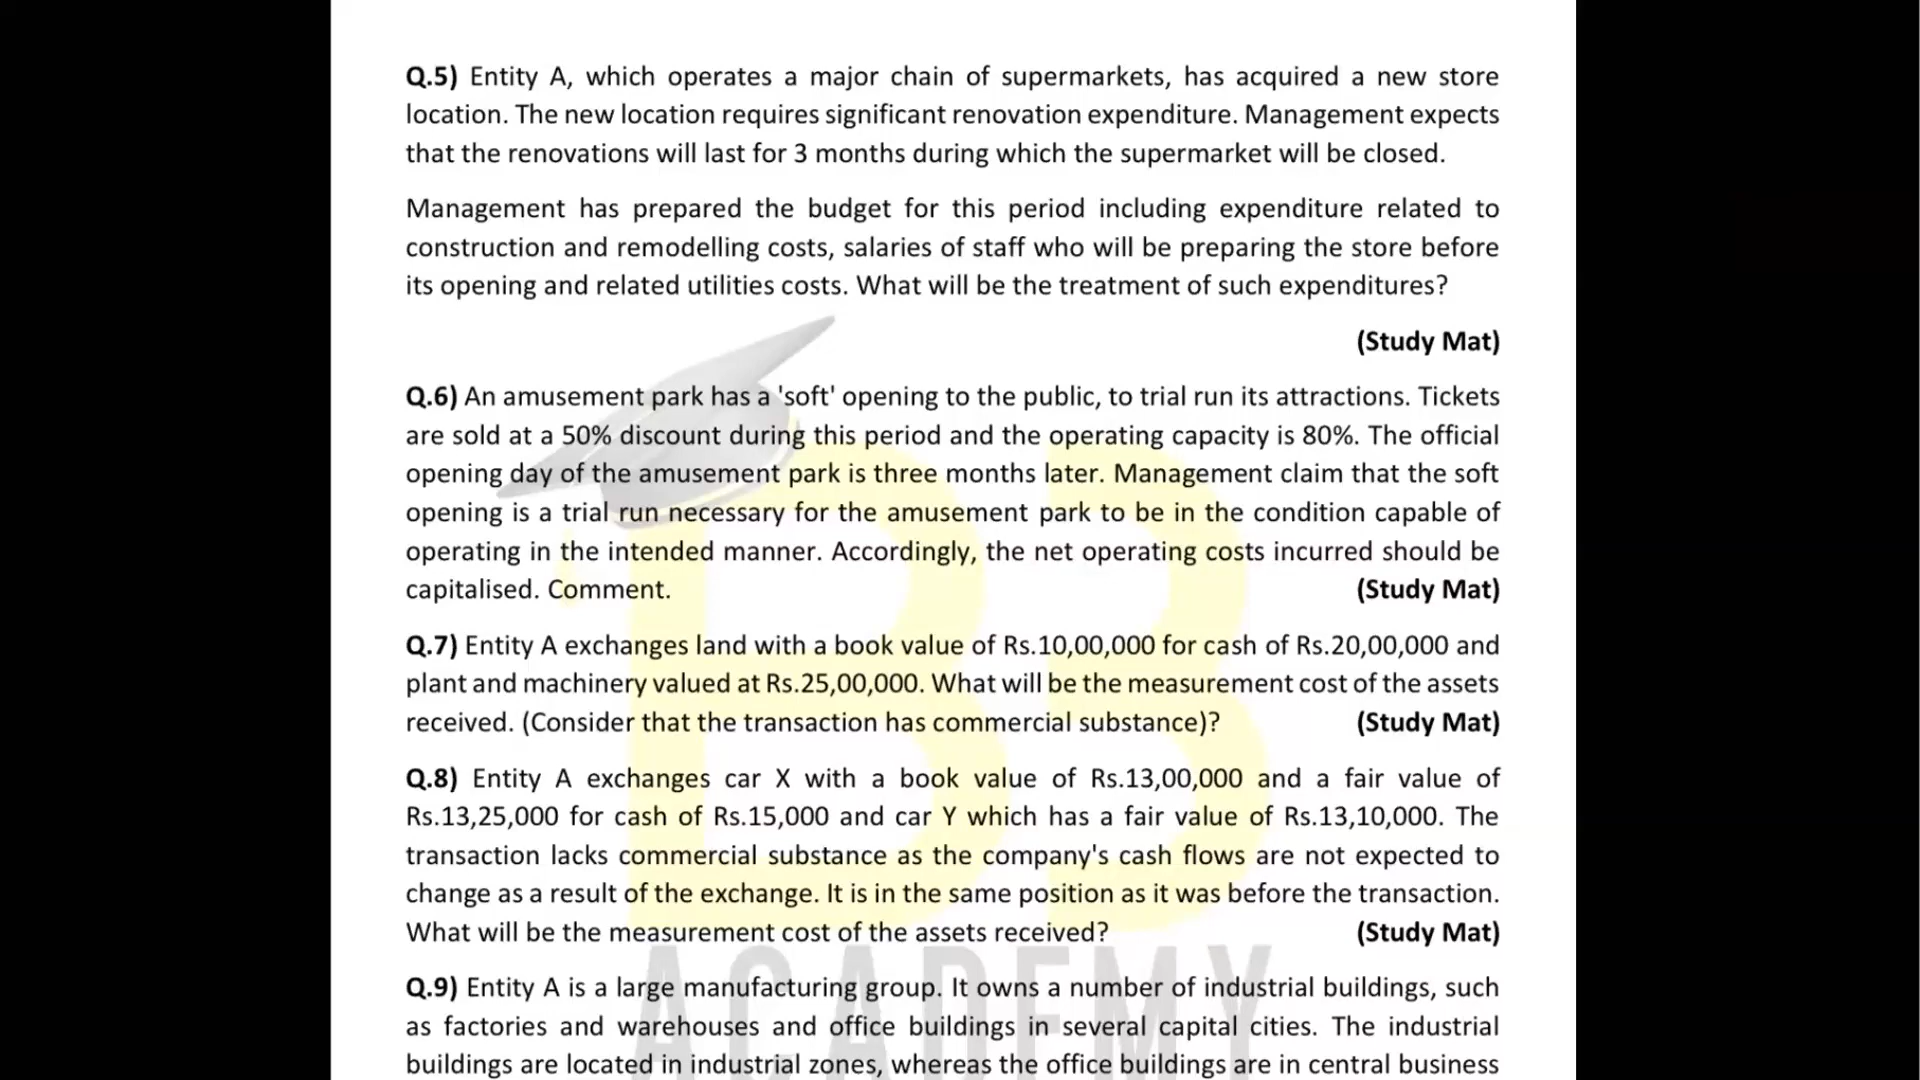 Q.5) Entity A, which operates a major chain of supermarkets, has acquired a new store
location. The new location requires significant renovation expenditure. Management expects
that the renovations will last for 3 months during which the supermarket will be closed.
Management has prepared the budget for this period including expenditure related to
construction and remodelling costs, salaries of staff who will be preparing the store before
its opening and related utilities costs. What will be the treatment of such expenditures?
(Study Mat)
Q.6) An amusement park has a 'soft' opening to the public, to trial run its attractions. Tickets
are sold at a 50% discount during this period and the operating capacity is 80%. The official
opening day of the amusement park is three months later. Management claim that the soft
opening is a trial run necessary for the amusement park to be in the condition capable of
operating in the intended manner. Accordingly, the net operating costs incurred should be
capitalised. Comment. (Study Mat)
Q.7) Entity A exchanges land with a book value of Rs.10,00,000 for cash of Rs.20,00,000 and
plant and machinery valued at Rs.25,00,000. What will be the measurement cost of the assets
received. (Consider that the transaction has commercial substance)? (Study Mat)
Q.8) Entity A exchanges car X with a book value of Rs.13,00,000 and a fair value of
Rs.13,25,000 for cash of Rs.15,000 and car Y which has a fair value of Rs.13,10,000. The
transaction lacks commercial substance as the company's cash flows are not expected to
change as a result of the exchange. It is in the same position as it was before the transaction.
What will be the measurement cost of the assets received? (Study Mat)
Q.9) Entity A is a large manufacturing group. It owns a number of industrial buildings, such
as factories and warehouses and office buildings in several capital cities. The industrial
buildings are located in industrial zones, whereas the office buildings are in central business
BB
ACADEMY